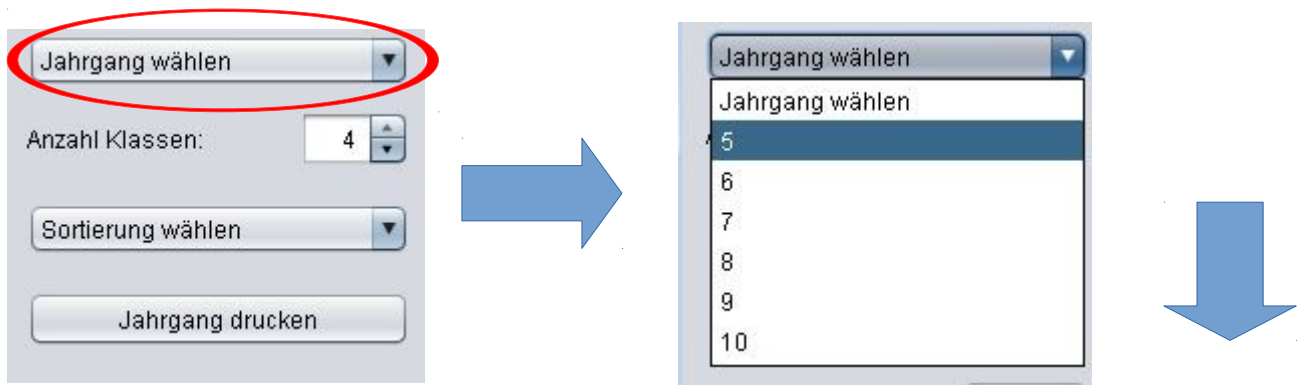 Jahrgang wählen
Anzahl Klassen: 4
Sortierung wählen
Jahrgang drucken
Jahrgang wählen
Jahrgang wählen
5
6
7
8
9
10